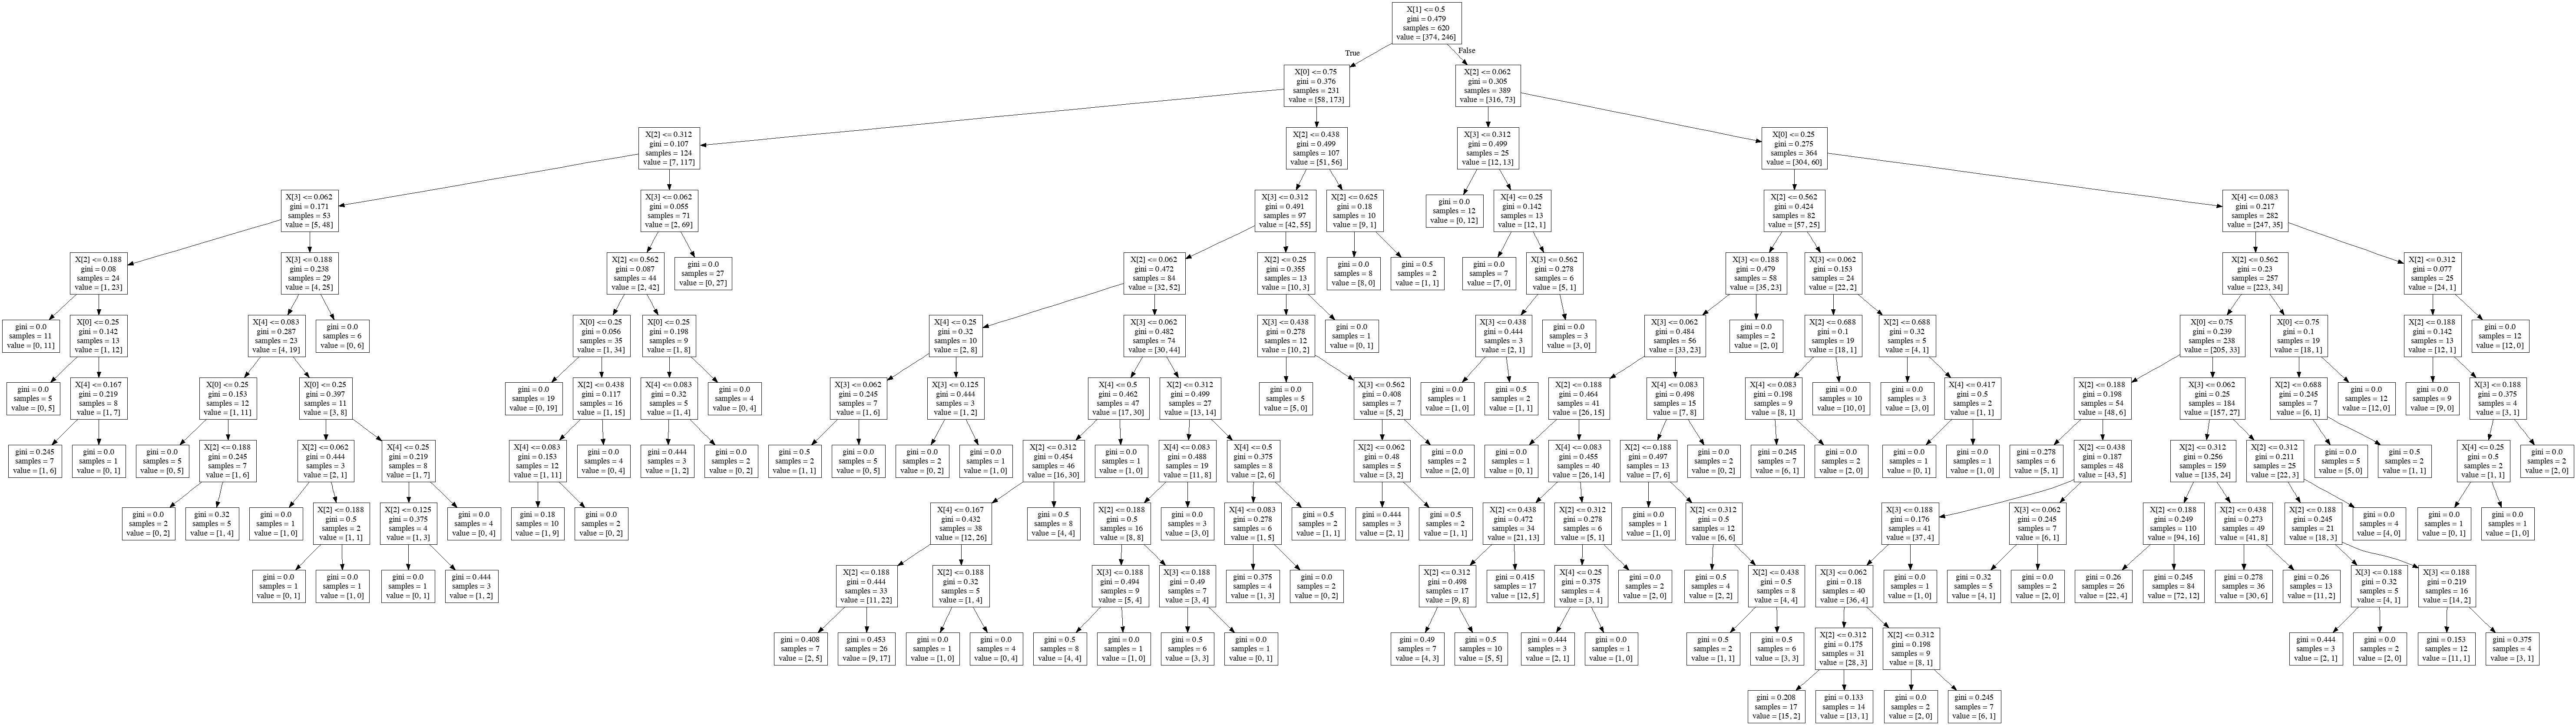 X[1] <= 0.5
gini = 0.479
samples = 620
value = [374, 246]
True
False
X[0] <= 0.75
gini = 0.376
samples = 231
value = [58, 173]
X[2] <= 0.062
gini = 0.305
samples = 389
value = [316, 73]
X[2] <= 0.312
gini = 0.107
samples = 124
value = [7, 117]
X[2] <= 0.438
gini = 0.499
samples = 107
value = [51, 56]
X[3] <= 0.312
gini = 0.499
samples = 25
value = [12, 13]
X[0] <= 0.25
gini = 0.275
samples = 364
value = [304, 60]
X[3] <= 0.062
gini = 0.171
samples = 53
value = [5, 48]
X[3] <= 0.062
gini = 0.055
samples = 71
value = [2, 69]
X[3] <= 0.312
gini = 0.491
samples = 97
value = [42, 55]
X[2] <= 0.625
gini = 0.18
samples = 10
value = [9, 1]
gini = 0.0
samples = 12
value = [0, 12]
X[4] <= 0.25
gini = 0.142
samples = 13
value = [12, 1]
X[2] <= 0.562
gini = 0.424
samples = 82
value = [57, 25]
X[4] <= 0.083
gini = 0.217
samples = 282
value = [247, 35]
X[2] <= 0.188
gini = 0.08
samples = 24
value = [1, 23]
X[3] <= 0.188
gini = 0.238
samples = 29
value = [4, 25]
X[2] <= 0.562
gini = 0.087
samples = 44
value = [2, 42]
gini = 0.0
samples = 27
value = [0, 27]
X[2] <= 0.062
gini = 0.472
samples = 84
value = [32, 52]
X[2] <= 0.25
gini = 0.355
samples = 13
value = [10, 3]
gini = 0.0
samples = 8
value = [8, 0]
gini = 0.5
samples = 2
value = [1, 1]
gini = 0.0
samples = 7
value = [7, 0]
X[3] <= 0.562
gini = 0.278
samples = 6
value = [5, 1]
X[3] <= 0.188
gini = 0.479
samples = 58
value = [35, 23]
X[3] <= 0.062
gini = 0.153
samples = 24
value = [22, 2]
X[2] <= 0.562
gini = 0.23
samples = 257
value = [223, 34]
X[2] <= 0.312
gini = 0.077
samples = 25
value = [24, 1]
gini = 0.0
samples = 11
value = [0, 11]
X[0] <= 0.25
gini = 0.142
samples = 13
value = [1, 12]
X[4] <= 0.083
gini = 0.287
samples = 23
value = [4, 19]
gini = 0.0
samples = 6
value = [0, 6]
X[0] <= 0.25
gini = 0.056
samples = 35
value = [1, 34]
X[0] <= 0.25
gini = 0.198
samples = 9
value = [1, 8]
X[4] <= 0.25
gini = 0.32
samples = 10
value = [2, 8]
X[3] <= 0.062
gini = 0.482
samples = 74
value = [30, 44]
X[3] <= 0.438
gini = 0.278
samples = 12
value = [10, 2]
gini = 0.0
samples = 1
value = [0, 1]
X[3] <= 0.438
gini = 0.444
samples = 3
value = [2, 1]
gini = 0.0
samples = 3
value = [3, 0]
X[3] <= 0.062
gini = 0.484
samples = 56
value = [33, 23]
gini = 0.0
samples = 2
value = [2, 0]
X[2] <= 0.688
gini = 0.1
samples = 19
value = [18, 1]
X[2] <= 0.688
gini = 0.32
samples = 5
value = [4, 1]
X[0] <= 0.75
gini = 0.239
samples = 238
value = [205, 33]
X[0] <= 0.75
gini = 0.1
samples = 19
value = [18, 1]
X[2] <= 0.188
gini = 0.142
samples = 13
value = [12, 1]
gini = 0.0
samples = 12
value = [12, 0]
gini = 0.0
samples = 5
value = [0, 5]
X[4] <= 0.167
gini = 0.219
samples = 8
value = [1, 7]
X[0] <= 0.25
gini = 0.153
samples = 12
value = [1, 11]
X[0] <= 0.25
gini = 0.397
samples = 11
value = [3, 8]
gini = 0.0
samples = 19
value = [0, 19]
X[2] <= 0.438
gini = 0.117
samples = 16
value = [1, 15]
X[4] <= 0.083
gini = 0.32
samples = 5
value = [1, 4]
gini = 0.0
samples = 4
value = [0, 4]
X[3] <= 0.062
gini = 0.245
samples = 7
value = [1, 6]
X[3] <= 0.125
gini = 0.444
samples = 3
value = [1, 2]
X[4] <= 0.5
gini = 0.462
samples = 47
value = [17, 30]
X[2] <= 0.312
gini = 0.499
samples = 27
value = [13, 14]
gini = 0.0
samples = 5
value = [5, 0]
X[3] <= 0.562
gini = 0.408
samples = 7
value = [5, 2]
gini = 0.0
samples = 1
value = [1, 0]
gini = 0.5
samples = 2
value = [1, 1]
X[2] <= 0.188
gini = 0.464
samples = 41
value = [26, 15]
X[4] <= 0.083
gini = 0.498
samples = 15
value = [7, 8]
X[4] <= 0.083
gini = 0.198
samples = 9
value = [8, 1]
gini = 0.0
samples = 10
value = [10, 0]
gini = 0.0
samples = 3
value = [3, 0]
X[4] <= 0.417
gini = 0.5
samples = 2
value = [1, 1]
X[2] <= 0.188
gini = 0.198
samples = 54
value = [48, 6]
X[3] <= 0.062
gini = 0.25
samples = 184
value = [157, 27]
X[2] <= 0.688
gini = 0.245
samples = 7
value = [6, 1]
gini = 0.0
samples = 12
value = [12, 0]
gini = 0.0
samples = 9
value = [9, 0]
X[3] <= 0.188
gini = 0.375
samples = 4
value = [3, 1]
gini = 0.245
samples = 7
value = [1, 6]
gini = 0.0
samples = 1
value = [0, 1]
gini = 0.0
samples = 5
value = [0, 5]
X[2] <= 0.188
gini = 0.245
samples = 7
value = [1, 6]
X[2] <= 0.062
gini = 0.444
samples = 3
value = [2, 1]
X[4] <= 0.25
gini = 0.219
samples = 8
value = [1, 7]
X[4] <= 0.083
gini = 0.153
samples = 12
value = [1, 11]
gini = 0.0
samples = 4
value = [0, 4]
gini = 0.444
samples = 3
value = [1, 2]
gini = 0.0
samples = 2
value = [0, 2]
gini = 0.5
samples = 2
value = [1, 1]
gini = 0.0
samples = 5
value = [0, 5]
gini = 0.0
samples = 2
value = [0, 2]
gini = 0.0
samples = 1
value = [1, 0]
X[2] <= 0.312
gini = 0.454
samples = 46
value = [16, 30]
gini = 0.0
samples = 1
value = [1, 0]
X[4] <= 0.083
gini = 0.488
samples = 19
value = [11, 8]
X[4] <= 0.5
gini = 0.375
samples = 8
value = [2, 6]
X[2] <= 0.062
gini = 0.48
samples = 5
value = [3, 2]
gini = 0.0
samples = 2
value = [2, 0]
gini = 0.0
samples = 1
value = [0, 1]
X[4] <= 0.083
gini = 0.455
samples = 40
value = [26, 14]
X[2] <= 0.188
gini = 0.497
samples = 13
value = [7, 6]
gini = 0.0
samples = 2
value = [0, 2]
gini = 0.245
samples = 7
value = [6, 1]
gini = 0.0
samples = 2
value = [2, 0]
gini = 0.0
samples = 1
value = [0, 1]
gini = 0.0
samples = 1
value = [1, 0]
gini = 0.278
samples = 6
value = [5, 1]
X[2] <= 0.438
gini = 0.187
samples = 48
value = [43, 5]
X[2] <= 0.312
gini = 0.256
samples = 159
value = [135, 24]
X[2] <= 0.312
gini = 0.211
samples = 25
value = [22, 3]
gini = 0.0
samples = 5
value = [5, 0]
gini = 0.5
samples = 2
value = [1, 1]
X[4] <= 0.25
gini = 0.5
samples = 2
value = [1, 1]
gini = 0.0
samples = 2
value = [2, 0]
gini = 0.0
samples = 2
value = [0, 2]
gini = 0.32
samples = 5
value = [1, 4]
gini = 0.0
samples = 1
value = [1, 0]
X[2] <= 0.188
gini = 0.5
samples = 2
value = [1, 1]
X[2] <= 0.125
gini = 0.375
samples = 4
value = [1, 3]
gini = 0.0
samples = 4
value = [0, 4]
gini = 0.18
samples = 10
value = [1, 9]
gini = 0.0
samples = 2
value = [0, 2]
X[4] <= 0.167
gini = 0.432
samples = 38
value = [12, 26]
gini = 0.5
samples = 8
value = [4, 4]
X[2] <= 0.188
gini = 0.5
samples = 16
value = [8, 8]
gini = 0.0
samples = 3
value = [3, 0]
X[4] <= 0.083
gini = 0.278
samples = 6
value = [1, 5]
gini = 0.5
samples = 2
value = [1, 1]
gini = 0.444
samples = 3
value = [2, 1]
gini = 0.5
samples = 2
value = [1, 1]
X[2] <= 0.438
gini = 0.472
samples = 34
value = [21, 13]
X[2] <= 0.312
gini = 0.278
samples = 6
value = [5, 1]
gini = 0.0
samples = 1
value = [1, 0]
X[2] <= 0.312
gini = 0.5
samples = 12
value = [6, 6]
X[3] <= 0.188
gini = 0.176
samples = 41
value = [37, 4]
X[3] <= 0.062
gini = 0.245
samples = 7
value = [6, 1]
X[2] <= 0.188
gini = 0.249
samples = 110
value = [94, 16]
X[2] <= 0.438
gini = 0.273
samples = 49
value = [41, 8]
X[2] <= 0.188
gini = 0.245
samples = 21
value = [18, 3]
gini = 0.0
samples = 4
value = [4, 0]
gini = 0.0
samples = 1
value = [0, 1]
gini = 0.0
samples = 1
value = [1, 0]
gini = 0.0
samples = 1
value = [0, 1]
gini = 0.0
samples = 1
value = [1, 0]
gini = 0.0
samples = 1
value = [0, 1]
gini = 0.444
samples = 3
value = [1, 2]
X[2] <= 0.188
gini = 0.444
samples = 33
value = [11, 22]
X[2] <= 0.188
gini = 0.32
samples = 5
value = [1, 4]
X[3] <= 0.188
gini = 0.494
samples = 9
value = [5, 4]
X[3] <= 0.188
gini = 0.49
samples = 7
value = [3, 4]
gini = 0.375
samples = 4
value = [1, 3]
gini = 0.0
samples = 2
value = [0, 2]
X[2] <= 0.312
gini = 0.498
samples = 17
value = [9, 8]
gini = 0.415
samples = 17
value = [12, 5]
X[4] <= 0.25
gini = 0.375
samples = 4
value = [3, 1]
gini = 0.0
samples = 2
value = [2, 0]
gini = 0.5
samples = 4
value = [2, 2]
X[2] <= 0.438
gini = 0.5
samples = 8
value = [4, 4]
X[3] <= 0.062
gini = 0.18
samples = 40
value = [36, 4]
gini = 0.0
samples = 1
value = [1, 0]
gini = 0.32
samples = 5
value = [4, 1]
gini = 0.0
samples = 2
value = [2, 0]
gini = 0.26
samples = 26
value = [22, 4]
gini = 0.245
samples = 84
value = [72, 12]
gini = 0.278
samples = 36
value = [30, 6]
gini = 0.26
samples = 13
value = [11, 2]
X[3] <= 0.188
gini = 0.32
samples = 5
value = [4, 1]
X[3] <= 0.188
gini = 0.219
samples = 16
value = [14, 2]
gini = 0.408
samples = 7
value = [2, 5]
gini = 0.453
samples = 26
value = [9, 17]
gini = 0.0
samples = 1
value = [1, 0]
gini = 0.0
samples = 4
value = [0, 4]
gini = 0.5
samples = 8
value = [4, 4]
gini = 0.0
samples = 1
value = [1, 0]
gini = 0.5
samples = 6
value = [3, 3]
gini = 0.0
samples = 1
value = [0, 1]
gini = 0.49
samples = 7
value = [4, 3]
gini = 0.5
samples = 10
value = [5, 5]
gini = 0.444
samples = 3
value = [2, 1]
gini = 0.0
samples = 1
value = [1, 0]
gini = 0.5
samples = 2
value = [1, 1]
gini = 0.5
samples = 6
value = [3, 3]
X[2] <= 0.312
gini = 0.175
samples = 31
value = [28, 3]
X[2] <= 0.312
gini = 0.198
samples = 9
value = [8, 1]
gini = 0.444
samples = 3
value = [2, 1]
gini = 0.0
samples = 2
value = [2, 0]
gini = 0.153
samples = 12
value = [11, 1]
gini = 0.375
samples = 4
value = [3, 1]
gini = 0.208
samples = 17
value = [15, 2]
gini = 0.133
samples = 14
value = [13, 1]
gini = 0.0
samples = 2
value = [2, 0]
gini = 0.245
samples = 7
value = [6, 1]